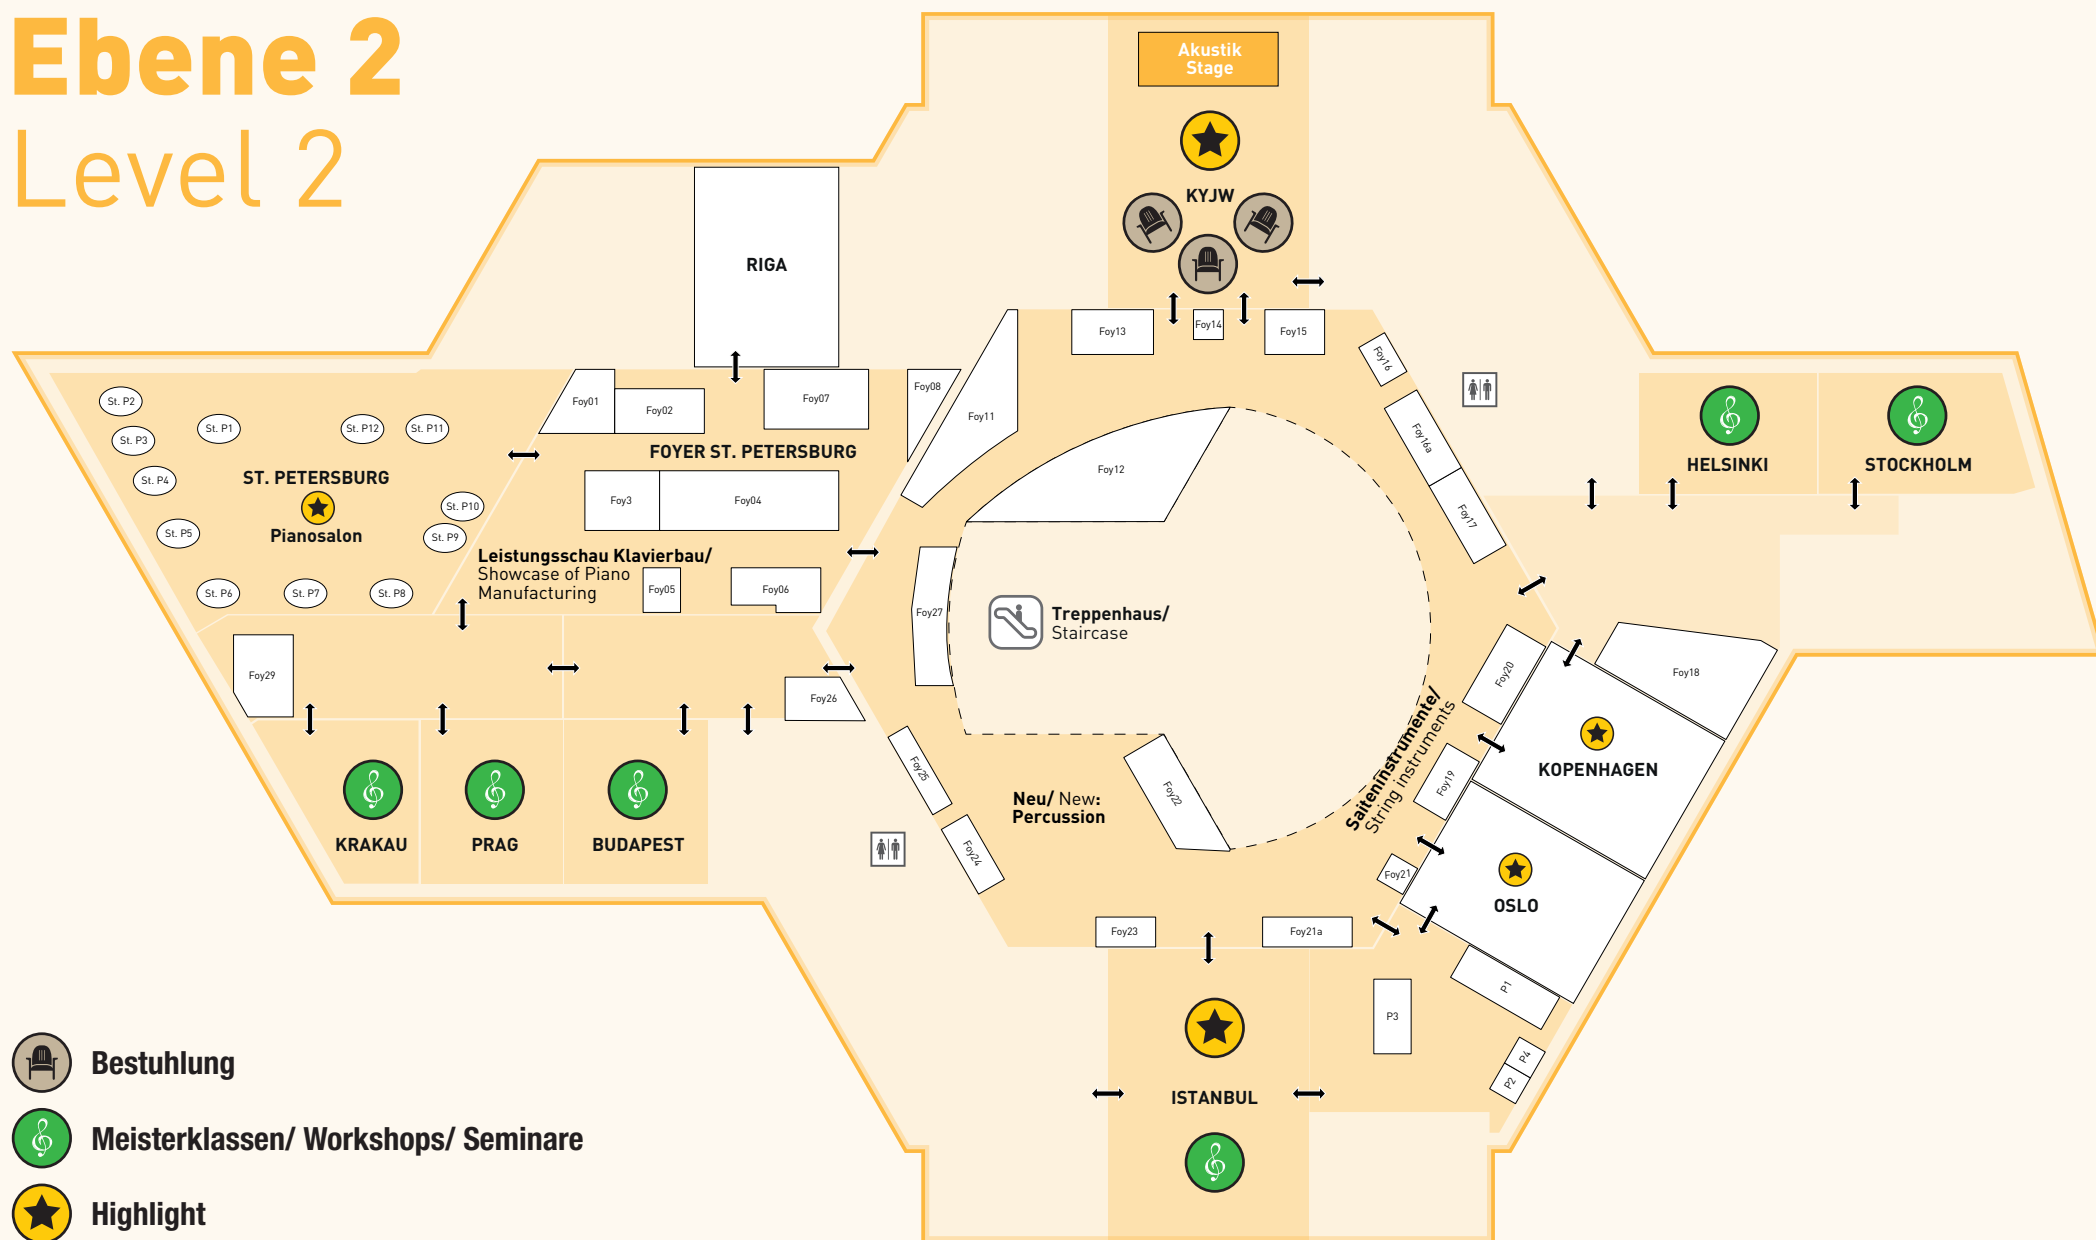 Ebene 2
Level 2
Akustik
Stage
KYJW
RIGA
Foy13
Foy14
Foy15
Foy16
Foy16a
Foy17
HELSINKI
STOCKHOLM
St. P2
St. P3
St. P1
St. P12
St. P11
St. P4
St. P5
St. P10
St. P9
St. P6
St. P7
St. P8
ST. PETERSBURG
Pianosalon
Foy01
Foy02
Foy07
Foy08
Foy11
Foy12
FOYER ST. PETERSBURG
Foy3
Foy04
Leistungsschau Klavierbau/
Showcase of Piano
Manufacturing
Foy05
Foy06
Foy27
Treppenhaus/
Staircase
Foy29
Foy26
Foy25
Foy24
KRAKAU
PRAG
BUDAPEST
Neu/ New:
Percussion
Foy22
Saiteninstrumente/
String instruments
Foy20
Foy18
Foy19
KOPENHAGEN
Foy21
OSLO
Foy23
Foy21a
P1
P3
P4
P2
ISTANBUL
Bestuhlung
Meisterklassen/ Workshops/ Seminare
Highlight